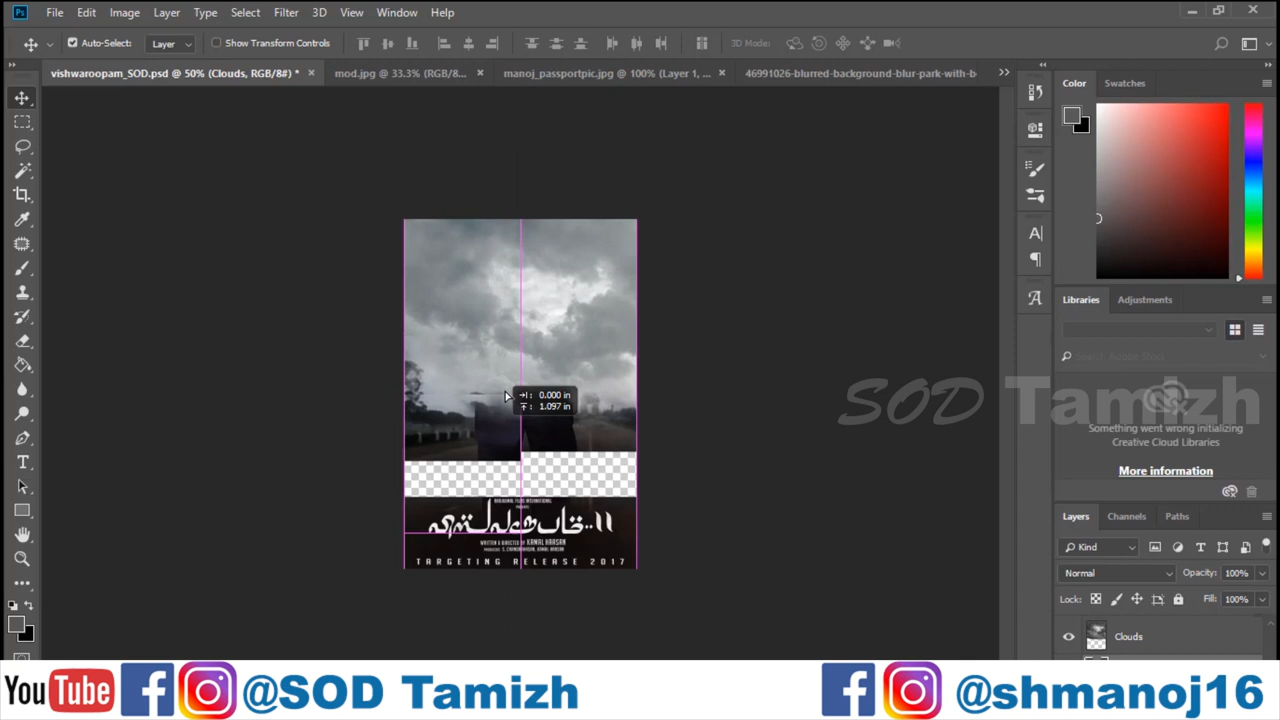 Ps File Edit Image Layer Type Select Filter 3D View Window Help
Auto-Select: Layer Show Transform Controls 3D Mode:
vishwaroopam_SOD.psd @ 50% (Clouds, RGB/8#) * mod.jpg @ 33.3% (RGB/8... manoj_passportpic.jpg @ 100% (Layer 1, ... 46991026-blurred-background-blur-park-with-b
Color Swatches
Libraries Adjustments
Search Adobe Stock
SOD Tamizh
Something went wrong initializing
Creative Cloud Libraries
More information
0.000 in
1.097 in
WRITTEN & DIRECTED BY KAMAL HAASAN
TARGETING RELEASE 2017
Layers Channels Paths
Kind
Normal Opacity: 100%
Lock: Fill: 100%
Clouds
YouTube f @SOD Tamizh f @shmanoj16